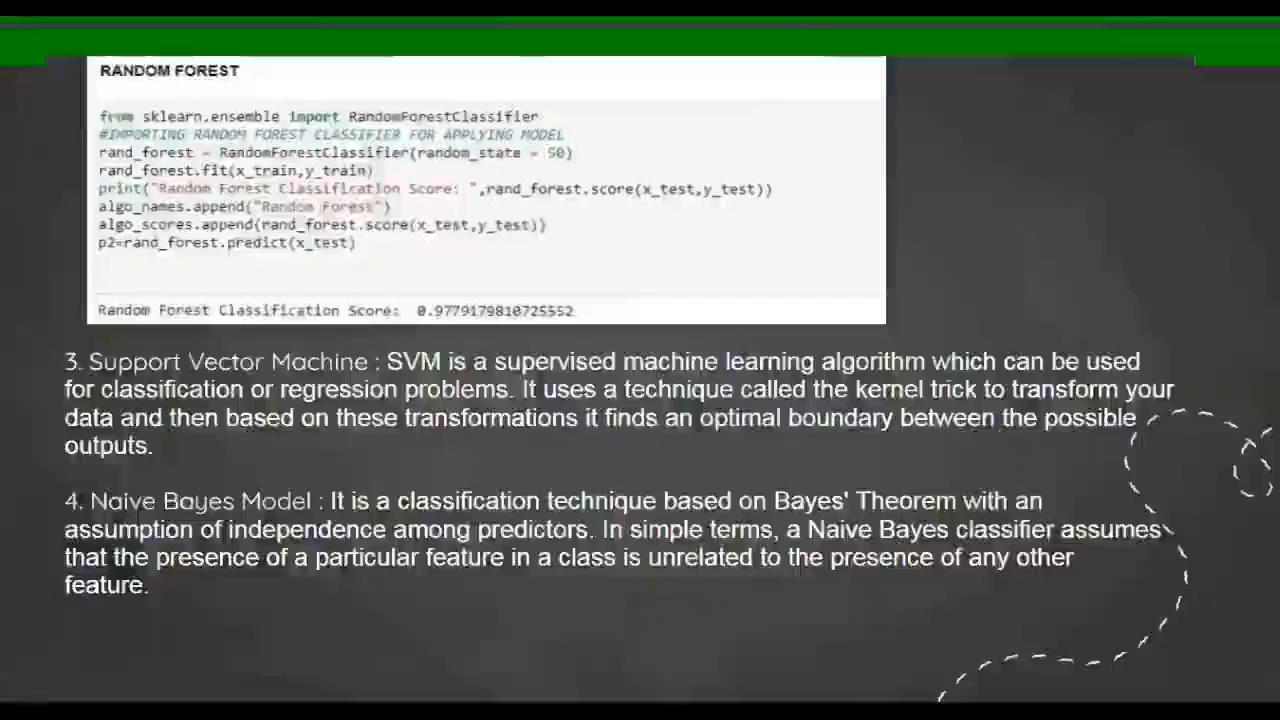 RANDOM FOREST
from sklearn.ensemble import RandomForestClassifier
#IMPORTING RANDOM FOREST CLASSIFIER FOR APPLYING MODEL
rand_forest = RandomForestClassifier(random_state = 50)
rand_forest.fit(x_train,y_train)
print("Random Forest Classification Score: ",rand_forest.score(x_test,y_test))
algo_names.append("Random Forest")
algo_scores.append(rand_forest.score(x_test,y_test))
p2=rand_forest.predict(x_test)
Random Forest Classification Score:  0.9779179810725552
3. Support Vector Machine : SVM is a supervised machine learning algorithm which can be used
for classification or regression problems. It uses a technique called the kernel trick to transform your
data and then based on these transformations it finds an optimal boundary between the possible
outputs.
4. Naive Bayes Model : It is a classification technique based on Bayes' Theorem with an
assumption of independence among predictors. In simple terms, a Naive Bayes classifier assumes
that the presence of a particular feature in a class is unrelated to the presence of any other
feature.